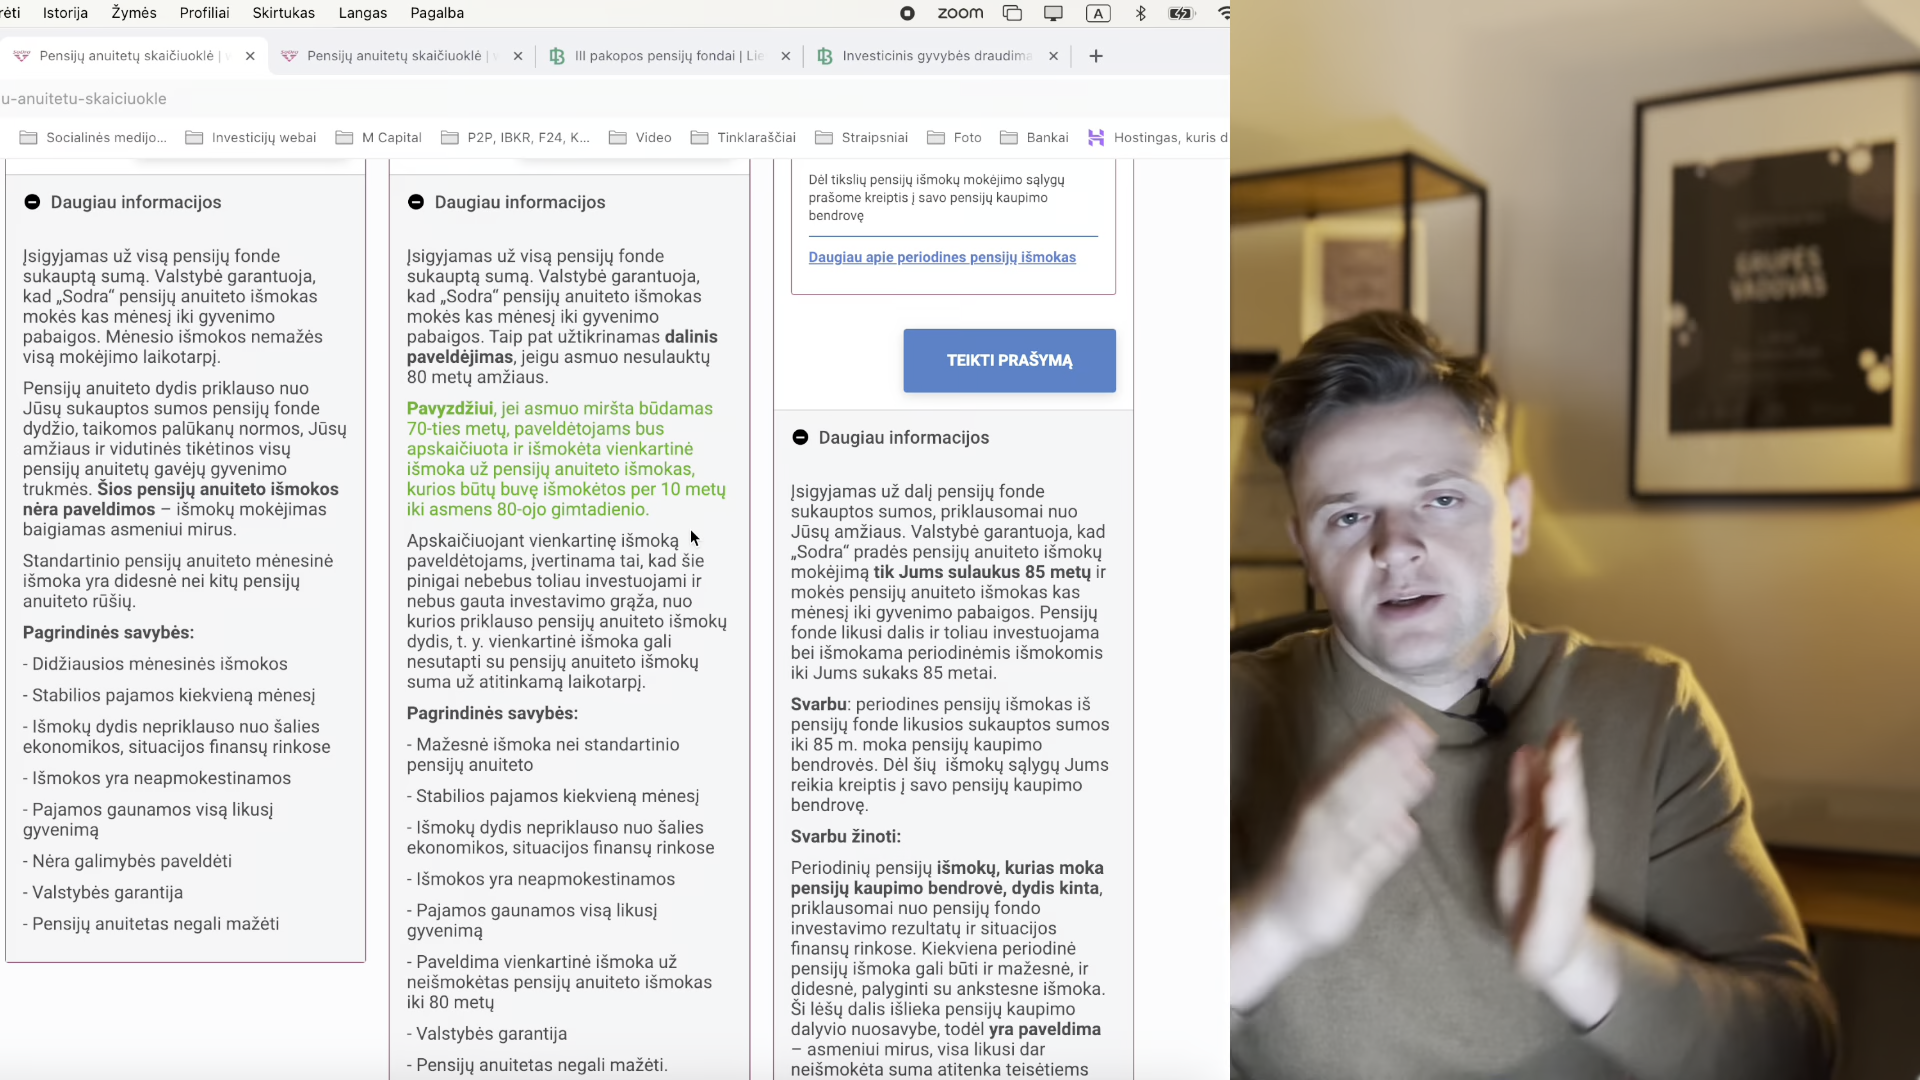 Istorija Žymės Profiliai Skirtukas Langas Pagalba zoom A
Pensijų anuitetų skaičiuoklė | Pensijų anuitetų skaičiuoklė | III pakopos pensijų fondai | Lie Investicinis gyvybės draudima
u-anuitetu-skaiciuokle
Socialinės medijo... Investicijų webai M Capital P2P, IBKR, F24, K... Video Tinklaraščiai Straipsniai Foto Bankai Hostingas, kuris d
Daugiau informacijos
Įsigyjamas už visą pensijų fonde
sukauptą sumą. Valstybė garantuoja,
kad „Sodra“ pensijų anuiteto išmokas
mokės kas mėnesį iki gyvenimo
pabaigos. Mėnesio išmokos nemažės
visą mokėjimo laikotarpį.
Pensijų anuiteto dydis priklauso nuo
Jūsų sukauptos sumos pensijų fonde
dydžio, taikomos palūkanų normos, Jūsų
amžiaus ir vidutinės tikėtinos visų
pensijų anuitetų gavėjų gyvenimo
trukmės. Šios pensijų anuiteto išmokos
nėra paveldimos – išmokų mokėjimas
baigiamas asmeniui mirus.
Standartinio pensijų anuiteto mėnesinė
išmoka yra didesnė nei kitų pensijų
anuiteto rūšių.
Pagrindinės savybės:
- Didžiausios mėnesinės išmokos
- Stabilios pajamos kiekvieną mėnesį
- Išmokų dydis nepriklauso nuo šalies
ekonomikos, situacijos finansų rinkose
- Išmokos yra neapmokestinamos
- Pajamos gaunamos visą likusį
gyvenimą
- Nėra galimybės paveldėti
- Valstybės garantija
- Pensijų anuitetas negali mažėti
Daugiau informacijos
Įsigyjamas už visą pensijų fonde
sukauptą sumą. Valstybė garantuoja,
kad „Sodra“ pensijų anuiteto išmokas
mokės kas mėnesį iki gyvenimo
pabaigos. Taip pat užtikrinamas dalinis
paveldėjimas, jeigu asmuo nesulauktų
80 metų amžiaus.
Pavyzdžiui, jei asmuo miršta būdamas
70-ties metų, paveldėtojams bus
apskaičiuota ir išmokėta vienkartinė
išmoka už pensijų anuiteto išmokas,
kurios būtų buvę išmokėtos per 10 metų
iki asmens 80-ojo gimtadienio.
Apskaičiuojant vienkartinę išmoką
paveldėtojams, įvertinama tai, kad šie
pinigai nebebus toliau investuojami ir
nebus gauta investavimo grąža, nuo
kurios priklauso pensijų anuiteto išmokų
dydis, t. y. vienkartinė išmoka gali
nesutapti su pensijų anuiteto išmokų
suma už atitinkamą laikotarpį.
Pagrindinės savybės:
- Mažesnė išmoka nei standartinio
pensijų anuiteto
- Stabilios pajamos kiekvieną mėnesį
- Išmokų dydis nepriklauso nuo šalies
ekonomikos, situacijos finansų rinkose
- Išmokos yra neapmokestinamos
- Pajamos gaunamos visą likusį
gyvenimą
- Paveldima vienkartinė išmoka už
neišmokėtas pensijų anuiteto išmokas
iki 80 metų
- Valstybės garantija
- Pensijų anuitetas negali mažėti.
Dėl tikslių pensijų išmokų mokėjimo sąlygų
prašome kreiptis į savo pensijų kaupimo
bendrovę
Daugiau apie periodines pensijų išmokas
TEIKTI PRAŠYMĄ
Daugiau informacijos
Įsigyjamas už dalį pensijų fonde
sukauptos sumos, priklausomai nuo
Jūsų amžiaus. Valstybė garantuoja, kad
„Sodra“ pradės pensijų anuiteto išmokų
mokėjimą tik Jums sulaukus 85 metų ir
mokės pensijų anuiteto išmokas kas
mėnesį iki gyvenimo pabaigos. Pensijų
fonde likusi dalis ir toliau investuojama
bei išmokama periodinėmis išmokomis
iki Jums sukaks 85 metai.
Svarbu: periodines pensijų išmokas iš
pensijų fonde likusios sukauptos sumos
iki 85 m. moka pensijų kaupimo
bendrovės. Dėl šių išmokų sąlygų Jums
reikia kreiptis į savo pensijų kaupimo
bendrovę.
Svarbu žinoti:
Periodinių pensijų išmokų, kurias moka
pensijų kaupimo bendrovė, dydis kinta,
priklausomai nuo pensijų fondo
investavimo rezultatų ir situacijos
finansų rinkose. Kiekviena periodinė
pensijų išmoka gali būti ir mažesnė, ir
didesnė, palyginti su ankstesne išmoka.
Ši lėšų dalis išlieka pensijų kaupimo
dalyvio nuosavybe, todėl yra paveldima
– asmeniui mirus, visa likusi dar
neišmokėta suma atitenka teisėtiems
GRUPĖS
VADOVAS